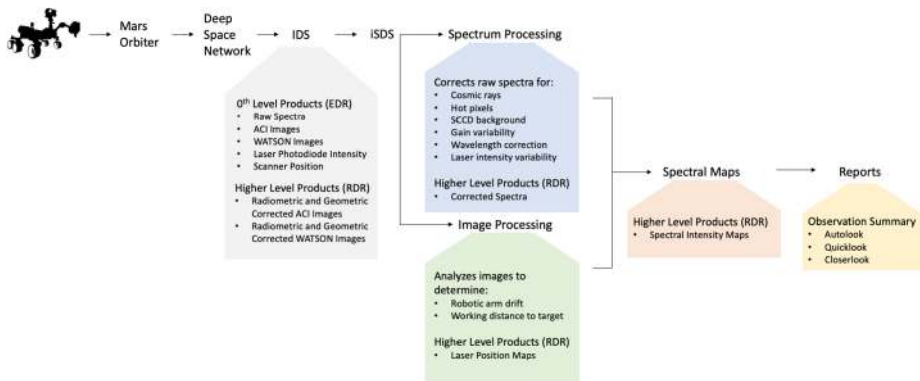 Mars
Orbiter
Deep
Space
Network
IDS
iSDS
Spectrum Processing
0th Level Products (EDR)
• Raw Spectra
• ACI Images
• WATSON Images
• Laser Photodiode Intensity
• Scanner Position
Higher Level Products (RDR)
• Radiometric and Geometric
Corrected ACI Images
• Radiometric and Geometric
Corrected WATSON Images
Corrects raw spectra for:
• Cosmic rays
• Hot pixels
• SCCD background
• Gain variability
• Wavelength correction
• Laser intensity variability
Higher Level Products (RDR)
• Corrected Spectra
Image Processing
Analyzes images to
determine:
• Robotic arm drift
• Working distance to target
Higher Level Products (RDR)
• Laser Position Maps
Spectral Maps
Higher Level Products (RDR)
• Spectral Intensity Maps
Reports
Observation Summary
• Autolook
• Quicklook
• Closerlook